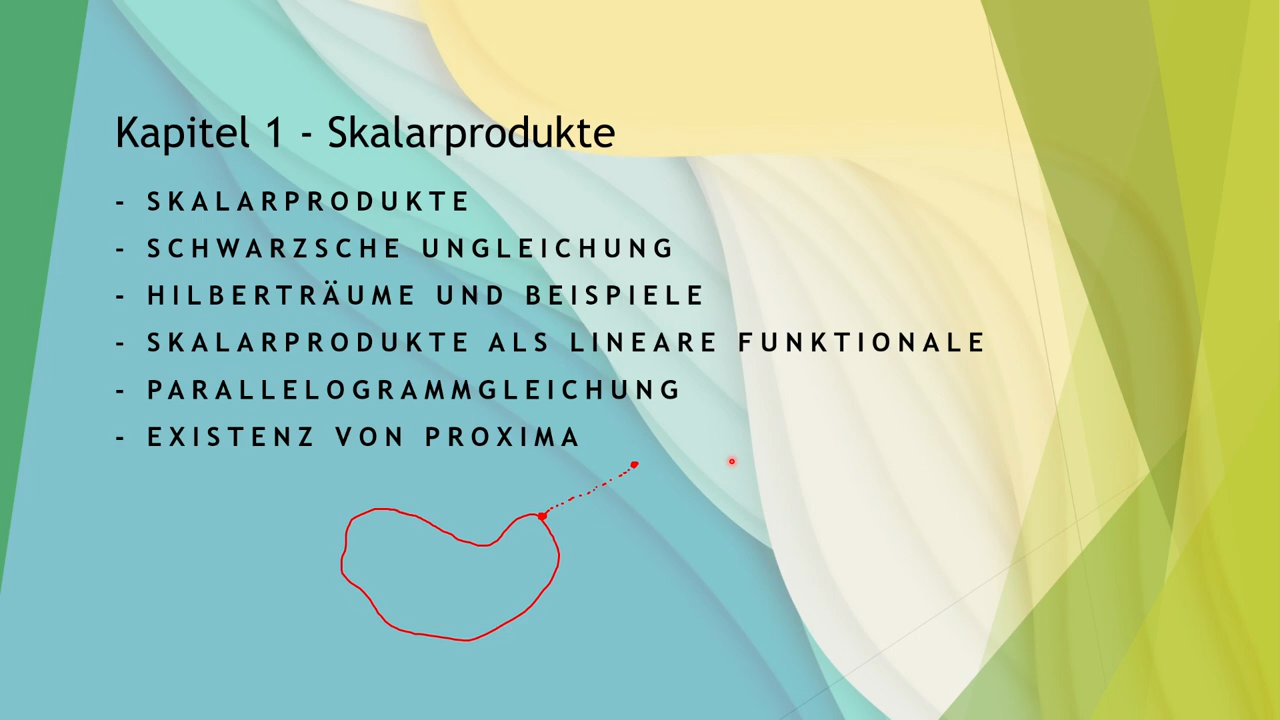 Kapitel 1 - Skalarprodukte
- SKALARPRODUKTE
- SCHWARZSCHE UNGLEICHUNG
- HILBERTRÄUME UND BEISPIELE
- SKALARPRODUKTE ALS LINEARE FUNKTIONALE
- PARALLELOGRAMMGLEICHUNG
- EXISTENZ VON PROXIMA